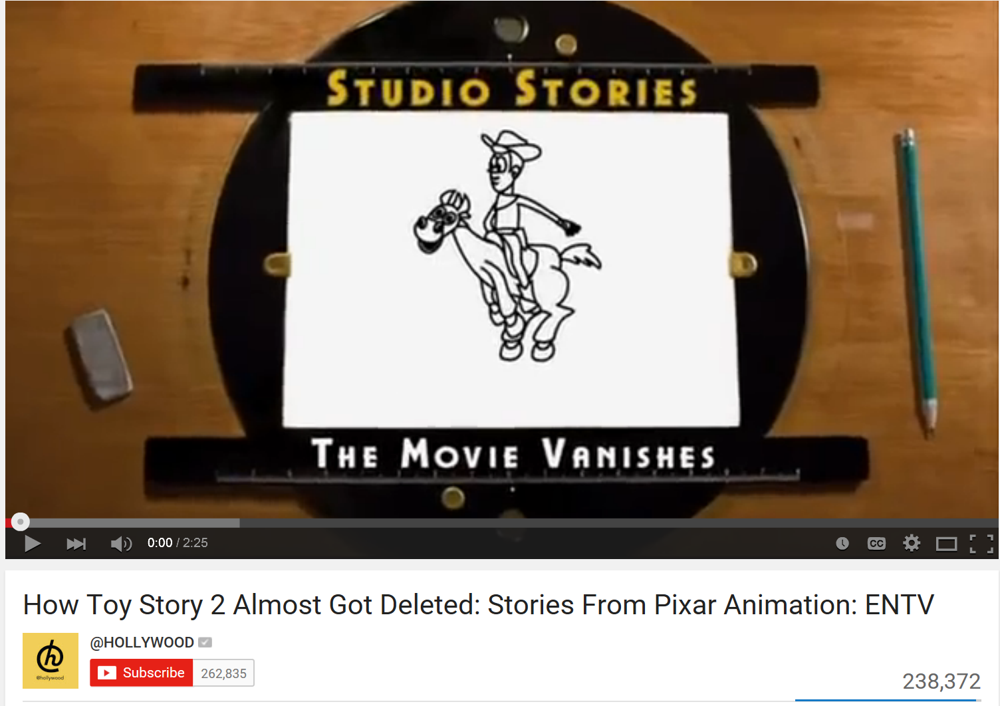 STUDIO STORIES
THE MOVIE VANISHES
0:00 / 2:25
CC
How Toy Story 2 Almost Got Deleted: Stories From Pixar Animation: ENTV
@HOLLYWOOD
h
@hollywood
Subscribe 262,835
238,372